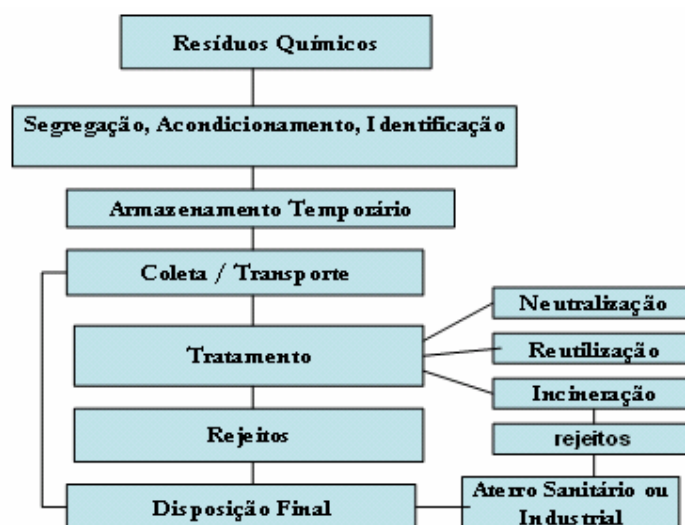 Resíduos Químicos
Segregação, Acondicionamento, Identificação
Armazenamento Temporário
Coleta / Transporte
Neutralização
Tratamento
Reutilização
Incineração
Rejeitos
rejeitos
Disposição Final
Aterro Sanitário ou
Industrial